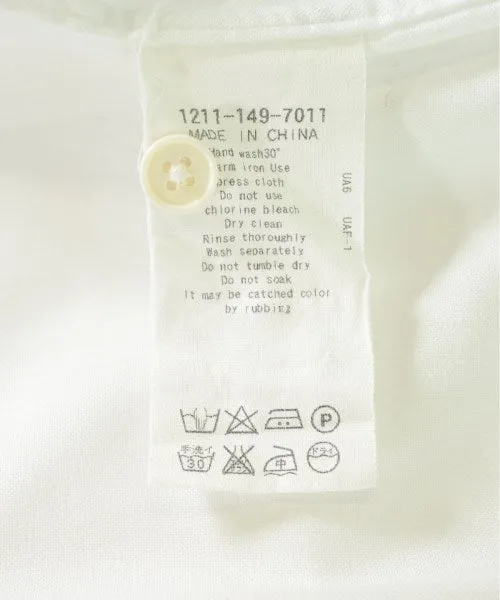 1211-149-7011
MADE IN CHINA
Hand wash30°
arm iron Use
press cloth
Do not use
chlorine bleach
Dry clean
Rinse thoroughly
Wash separately
Do not tumble dry
Do not soak
It may be catched color
by rubbing
UA6 UAF-1
P
手洗イ
30
中
ドライ